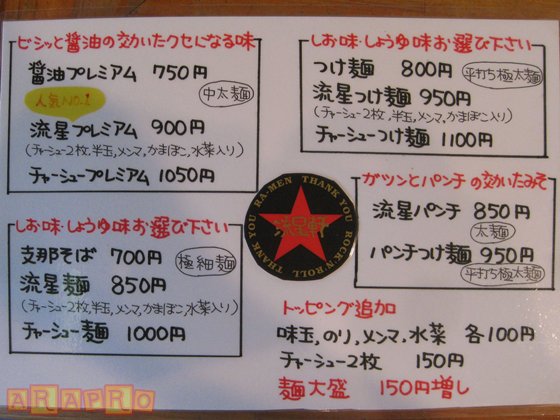 ビシッと醤油の効いたクセになる味
醤油プレミアム 750円
人気NO.1
中太麺
流星プレミアム 900円
(チャーシュー2枚,半玉,メンマ,かまぼこ,水菜入り)
チャーシュープレミアム 1050円
しお味・しょうゆ味お選び下さい
支那そば 700円
極細麺
流星麺 850円
(チャーシュー2枚,半玉,メンマ,かまぼこ,水菜入り)
チャーシュー麺 1000円
しお味・しょうゆ味お選び下さい
つけ麺 800円
平打ち極太麺
流星つけ麺 950円
(チャーシュー2枚,半玉,メンマ,かまぼこ入り)
チャーシューつけ麺 1100円
ガツンとパンチの効いたみそ
流星パンチ 850円
太麺
パンチつけ麺 950円
平打ち極太麺
THANK YOU RA-MEN THANK YOU ROCK'N'ROLL
流星軒
トッピング追加
味玉,のり,メンマ,水菜 各100円
チャーシュー2枚 150円
麺大盛 150円増し
ARAPRO